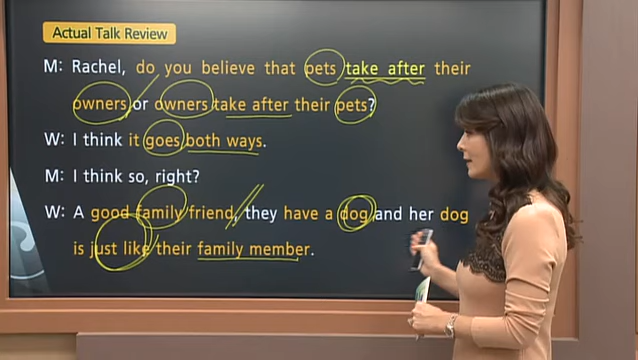 Actual Talk Review
M: Rachel, do you believe that pets take after their
owners, or owners take after their pets?
W: I think it goes both ways.
M: I think so, right?
W: A good family friend, they have a dog and her dog
is just like their family member.